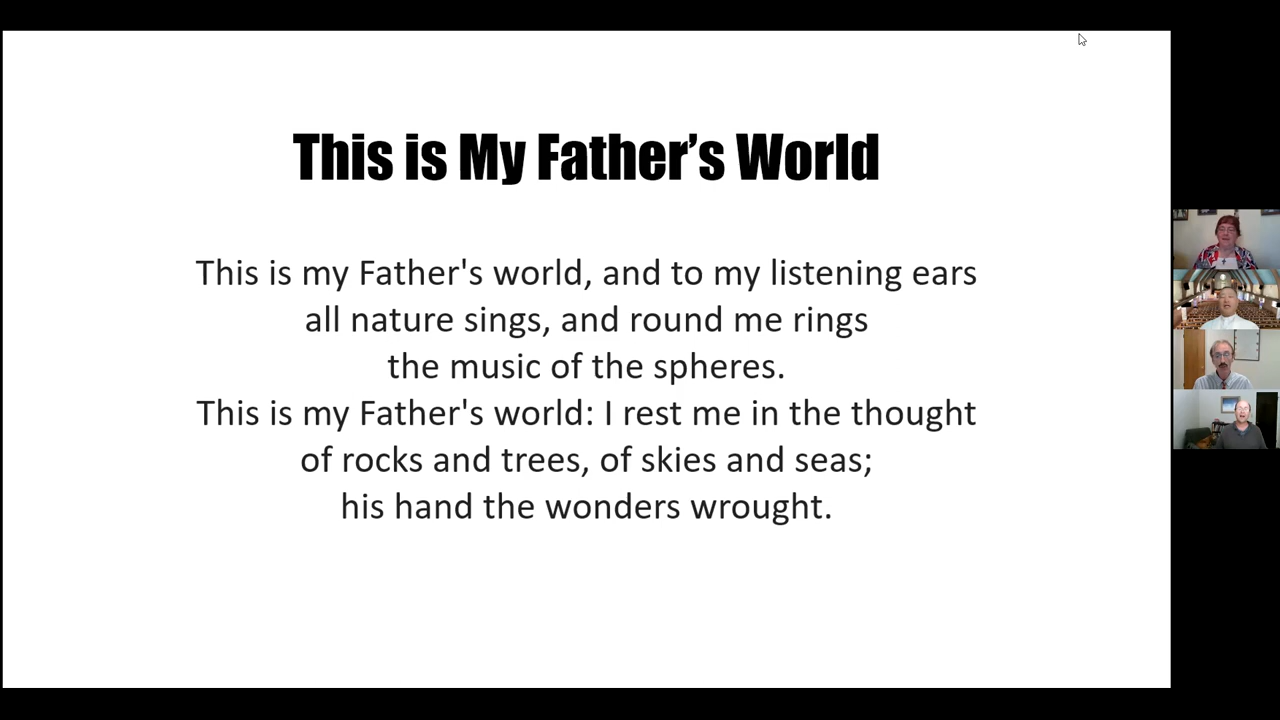 This is My Father’s World
This is my Father's world, and to my listening ears
all nature sings, and round me rings
the music of the spheres.
This is my Father's world: I rest me in the thought
of rocks and trees, of skies and seas;
his hand the wonders wrought.